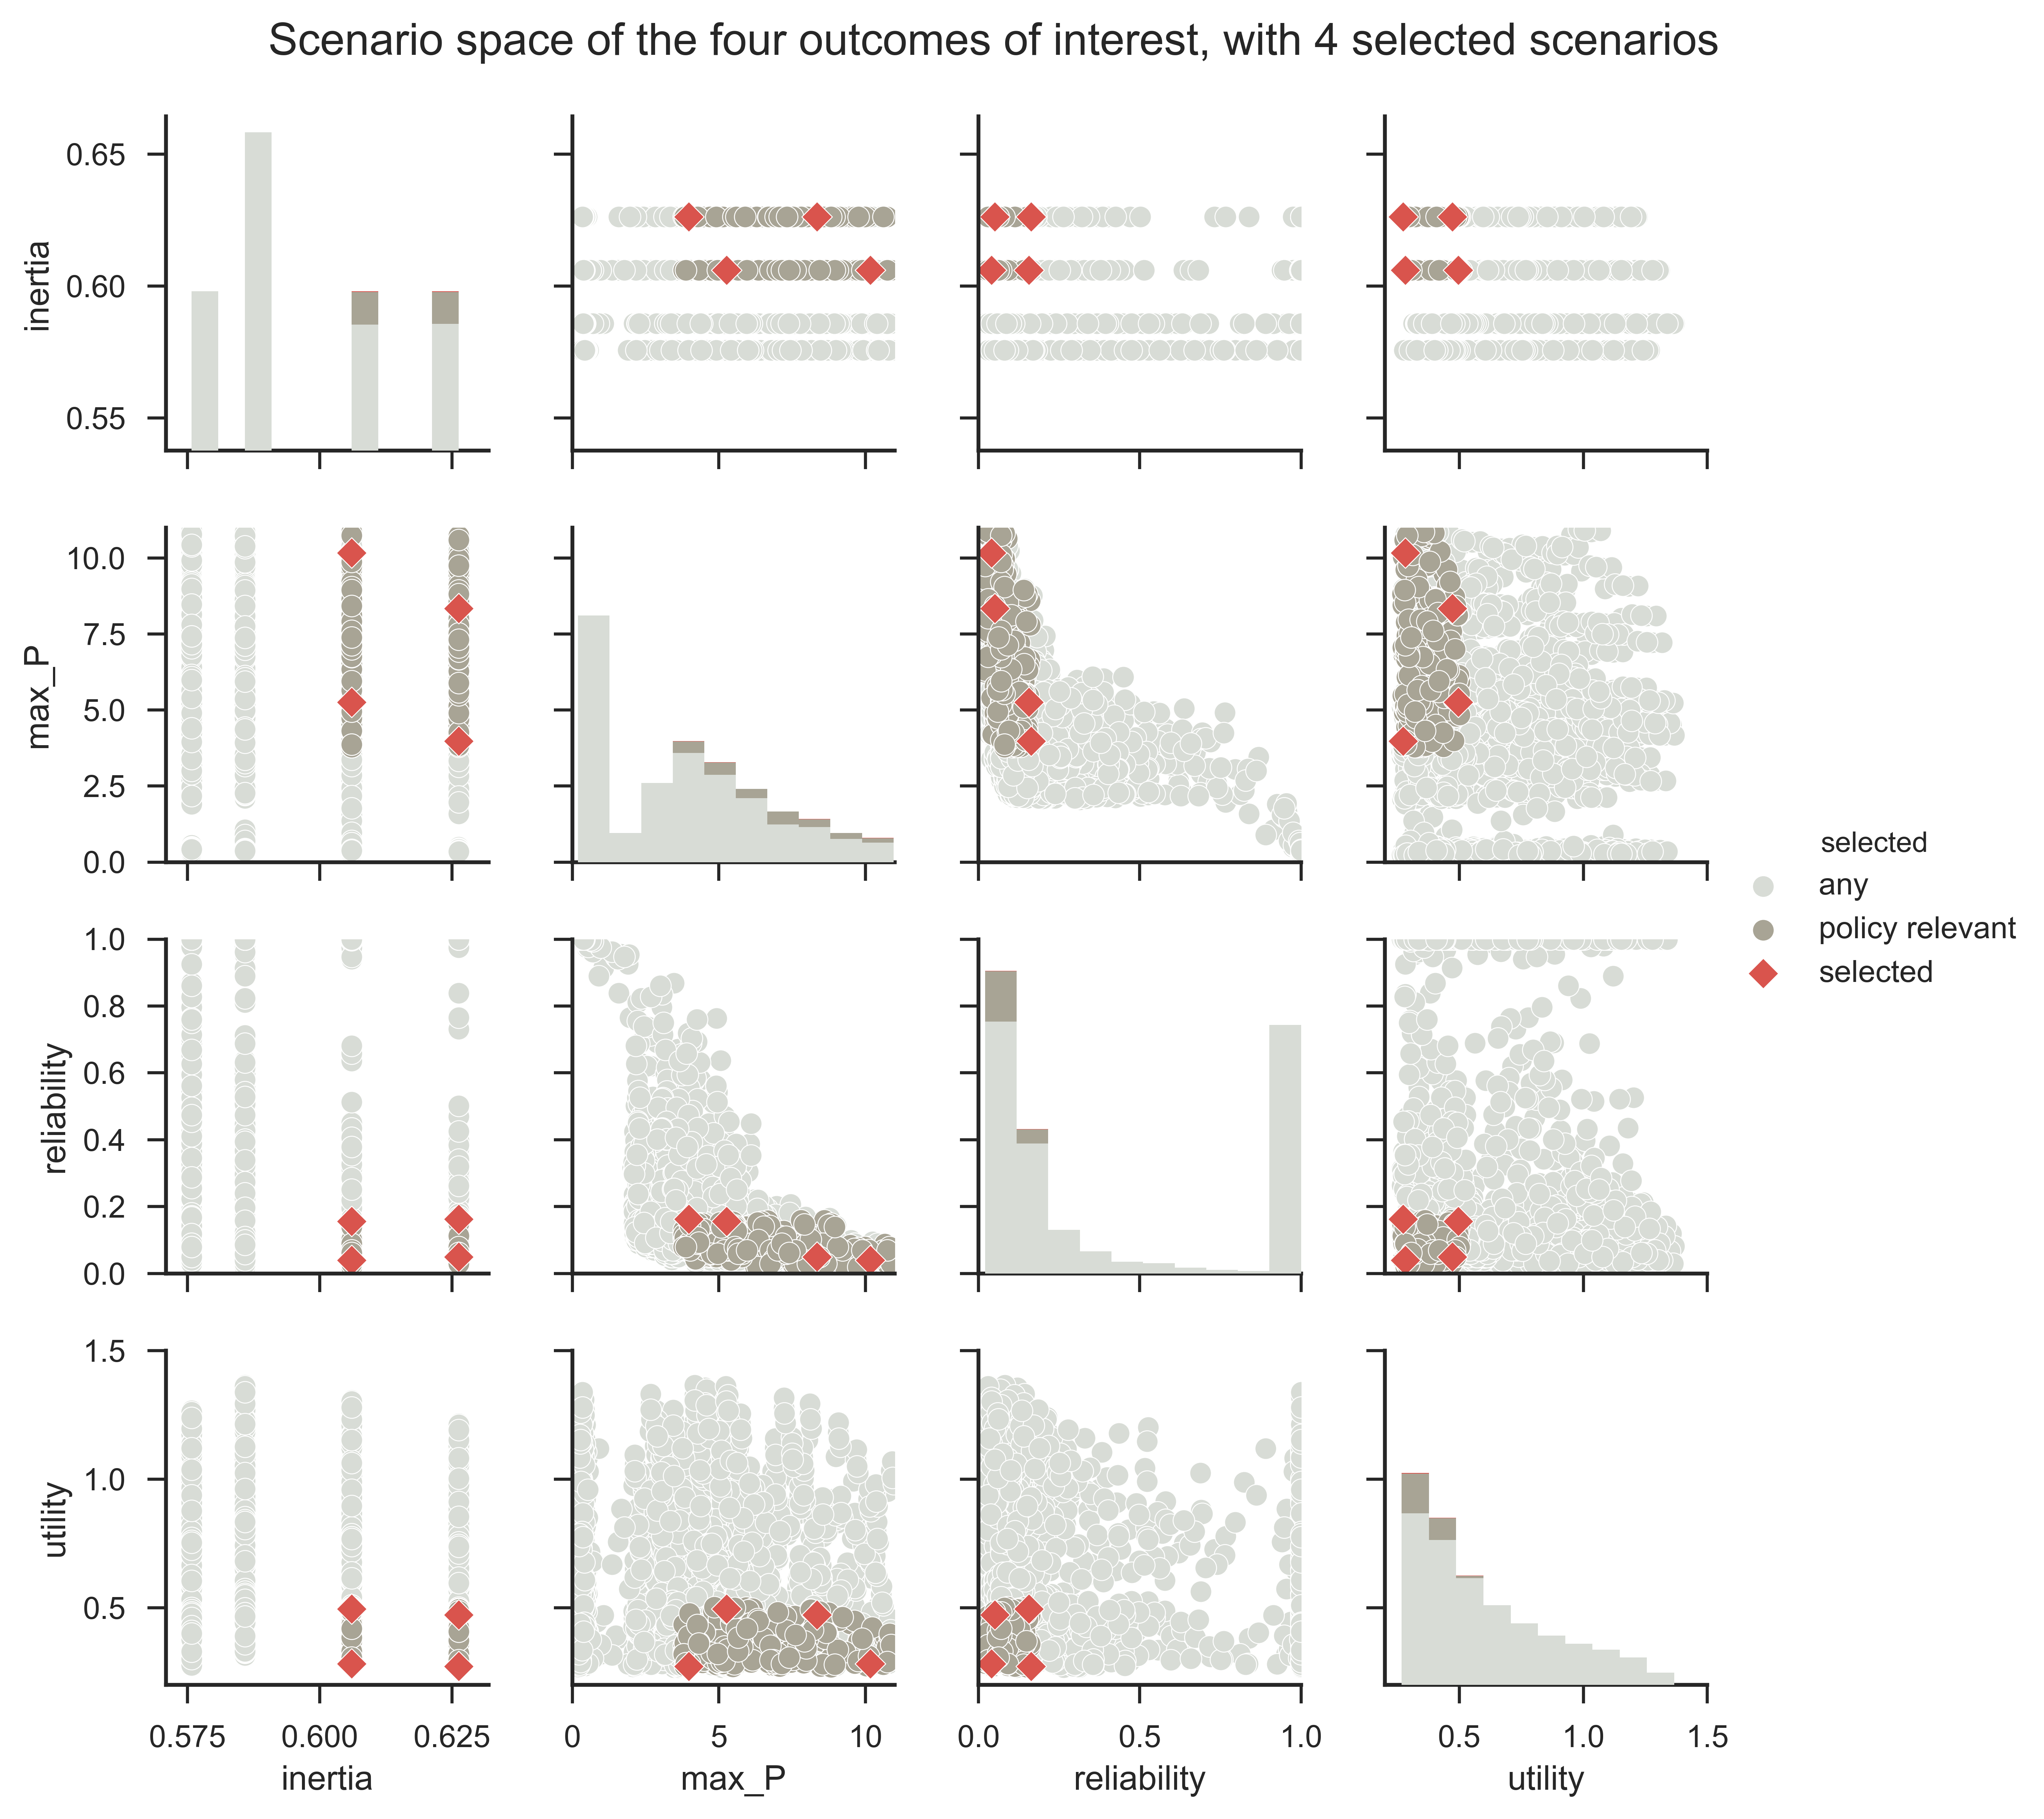 Scenario space of the four outcomes of interest, with 4 selected scenarios
0.65
0.60
0.55
inertia
10.0
7.5
5.0
2.5
0.0
max_P
selected
any
policy relevant
selected
1.0
0.8
0.6
0.4
0.2
0.0
reliability
1.5
1.0
0.5
utility
0.575 0.600 0.625
0 5 10
0.0 0.5 1.0
0.5 1.0 1.5
inertia
max_P
reliability
utility